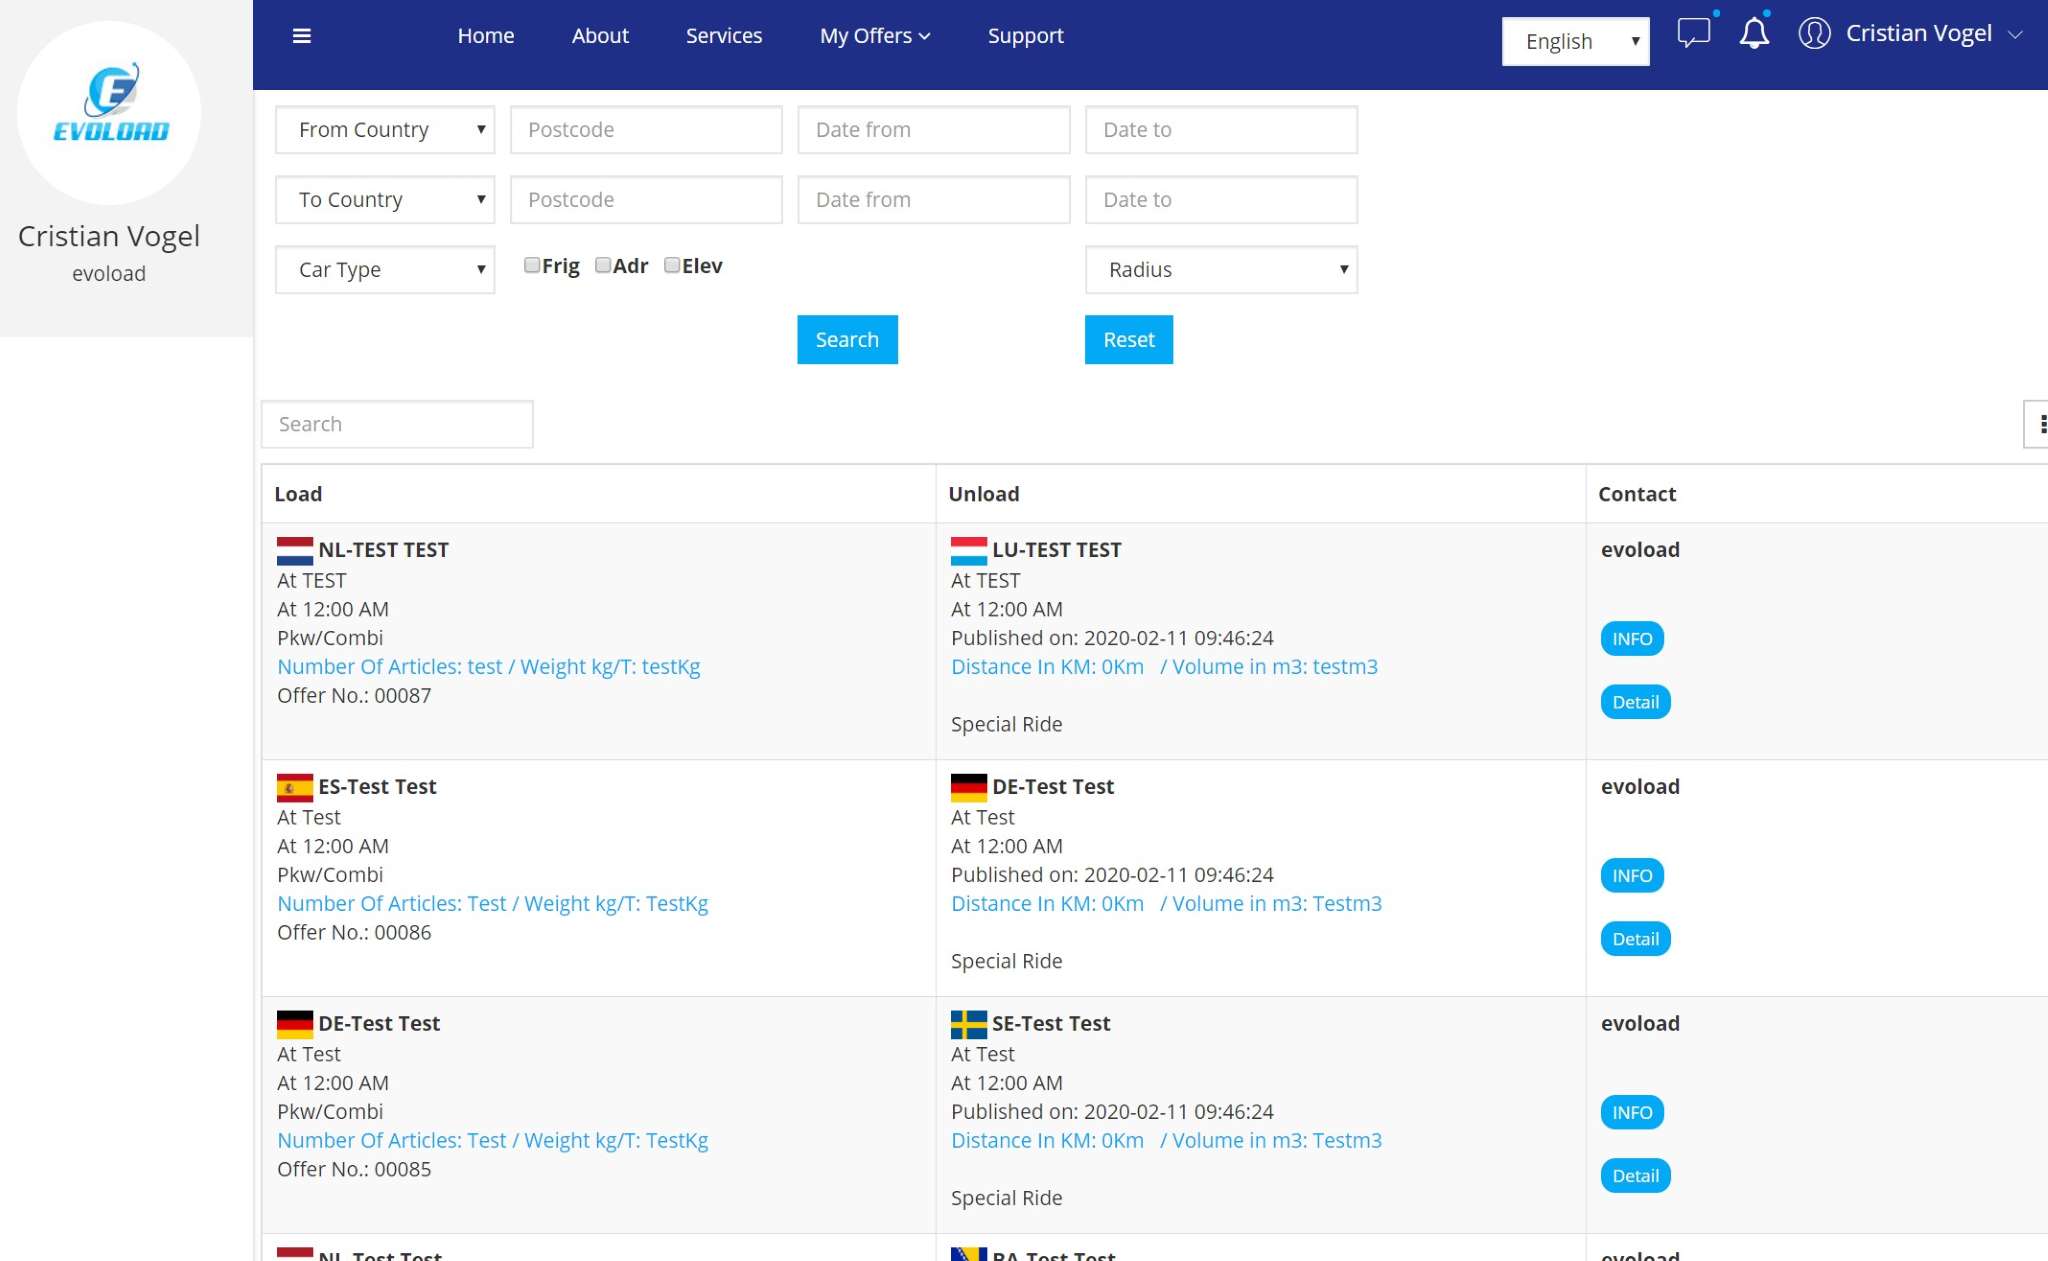 EVOLOAD
Cristian Vogel
evoload
Home About Services My Offers Support
English
Cristian Vogel
From Country Postcode Date from Date to
To Country Postcode Date from Date to
Car Type Frig Adr Elev Radius
Search Reset
Search
Load Unload Contact
NL-TEST TEST
At TEST
At 12:00 AM
Pkw/Combi
Number Of Articles: test / Weight kg/T: testKg
Offer No.: 00087
LU-TEST TEST
At TEST
At 12:00 AM
Published on: 2020-02-11 09:46:24
Distance In KM: 0Km / Volume in m3: testm3
Special Ride
evoload
INFO
Detail
ES-Test Test
At Test
At 12:00 AM
Pkw/Combi
Number Of Articles: Test / Weight kg/T: TestKg
Offer No.: 00086
DE-Test Test
At Test
At 12:00 AM
Published on: 2020-02-11 09:46:24
Distance In KM: 0Km / Volume in m3: Testm3
Special Ride
evoload
INFO
Detail
DE-Test Test
At Test
At 12:00 AM
Pkw/Combi
Number Of Articles: Test / Weight kg/T: TestKg
Offer No.: 00085
SE-Test Test
At Test
At 12:00 AM
Published on: 2020-02-11 09:46:24
Distance In KM: 0Km / Volume in m3: Testm3
Special Ride
evoload
INFO
Detail
NL-Test Test
BA-Test Test
evoload